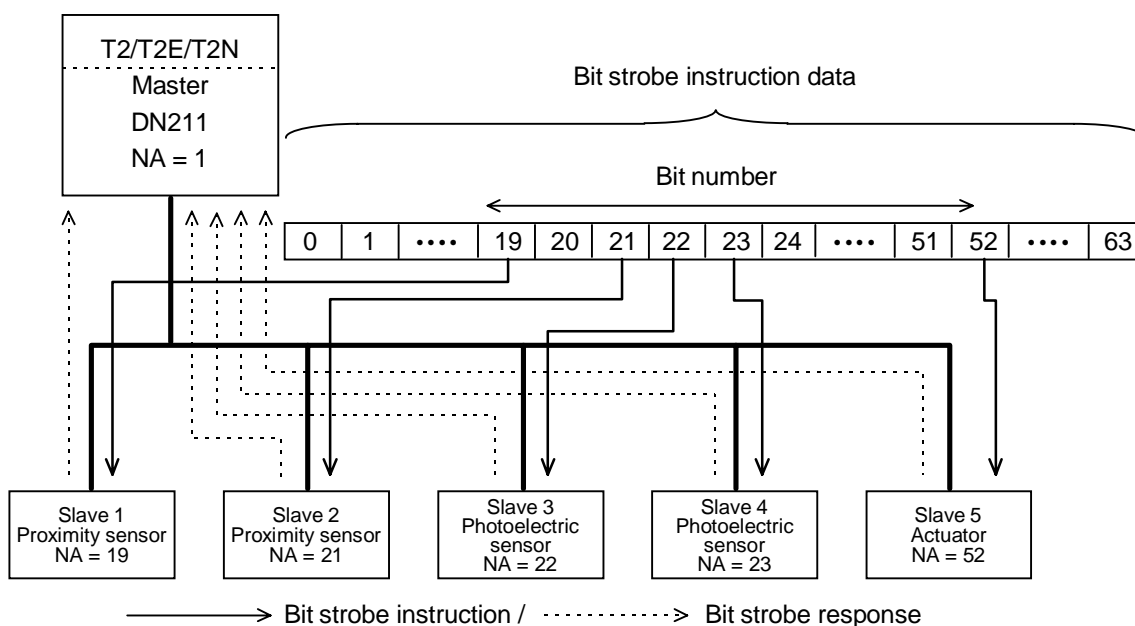 T2/T2E/T2N
Master
DN211
NA = 1
Bit strobe instruction data
Bit number
0 1 •••• 19 20 21 22 23 24 •••• 51 52 •••• 63
Slave 1
Proximity sensor
NA = 19
Slave 2
Proximity sensor
NA = 21
Slave 3
Photoelectric
sensor
NA = 22
Slave 4
Photoelectric
sensor
NA = 23
Slave 5
Actuator
NA = 52
Bit strobe instruction / Bit strobe response